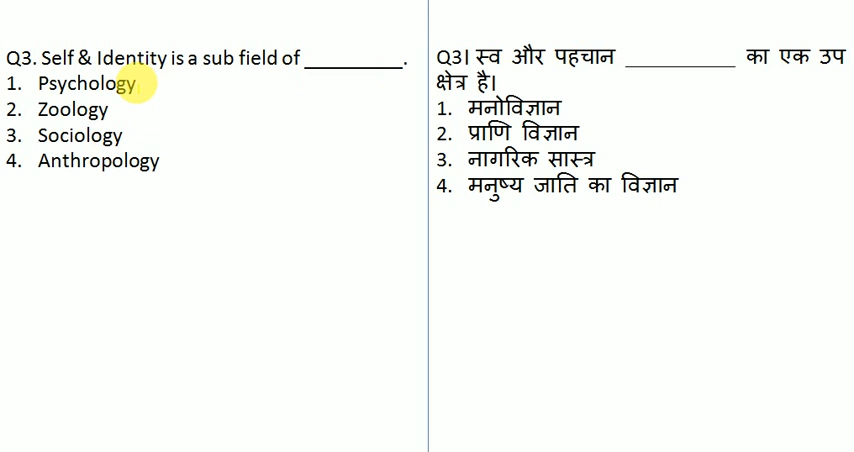 Q3. Self & Identity is a sub field of __________.
1. Psychology
2. Zoology
3. Sociology
4. Anthropology
Q3। स्व और पहचान ___________ का एक उप
क्षेत्र है।
1. मनोविज्ञान
2. प्राणि विज्ञान
3. नागरिक सास्त्र
4. मनुष्य जाति का विज्ञान